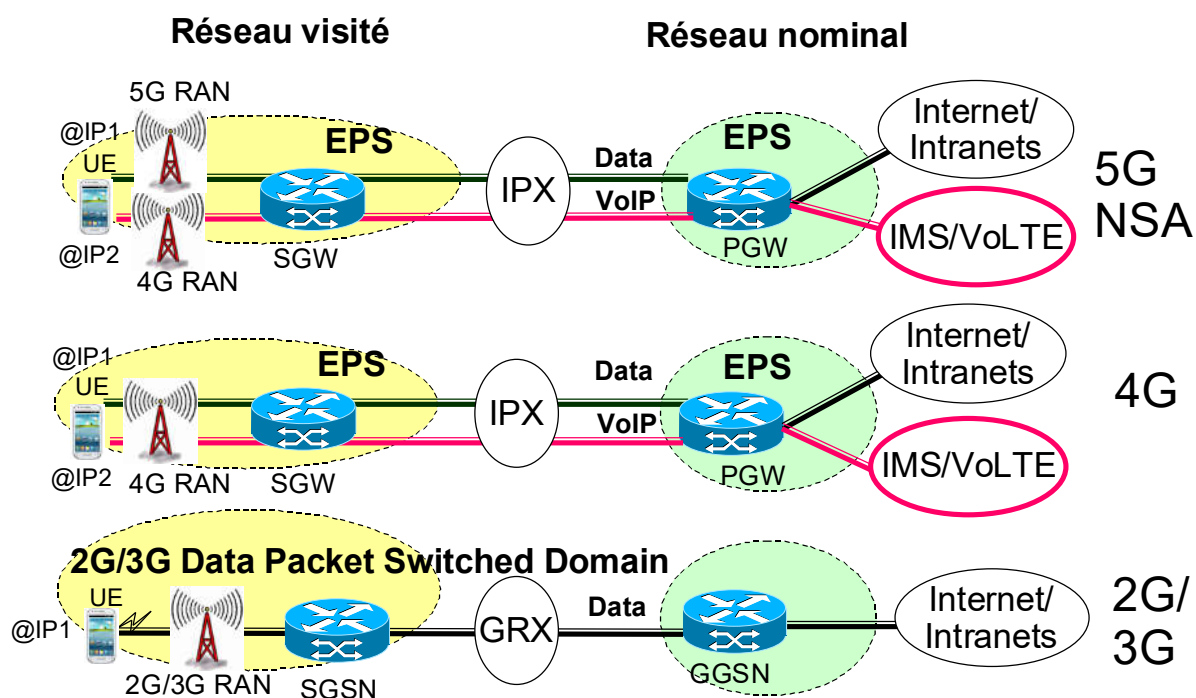 Réseau visité
Réseau nominal
5G RAN
@IP1
UE
EPS
@IP2
4G RAN
SGW
IPX
Data
VoIP
EPS
PGW
Internet/
Intranets
IMS/VoLTE
5G
NSA
@IP1
UE
EPS
@IP2
4G RAN
SGW
IPX
Data
VoIP
EPS
PGW
Internet/
Intranets
IMS/VoLTE
4G
2G/3G Data Packet Switched Domain
UE
@IP1
2G/3G RAN
SGSN
GRX
Data
GGSN
Internet/
Intranets
2G/
3G